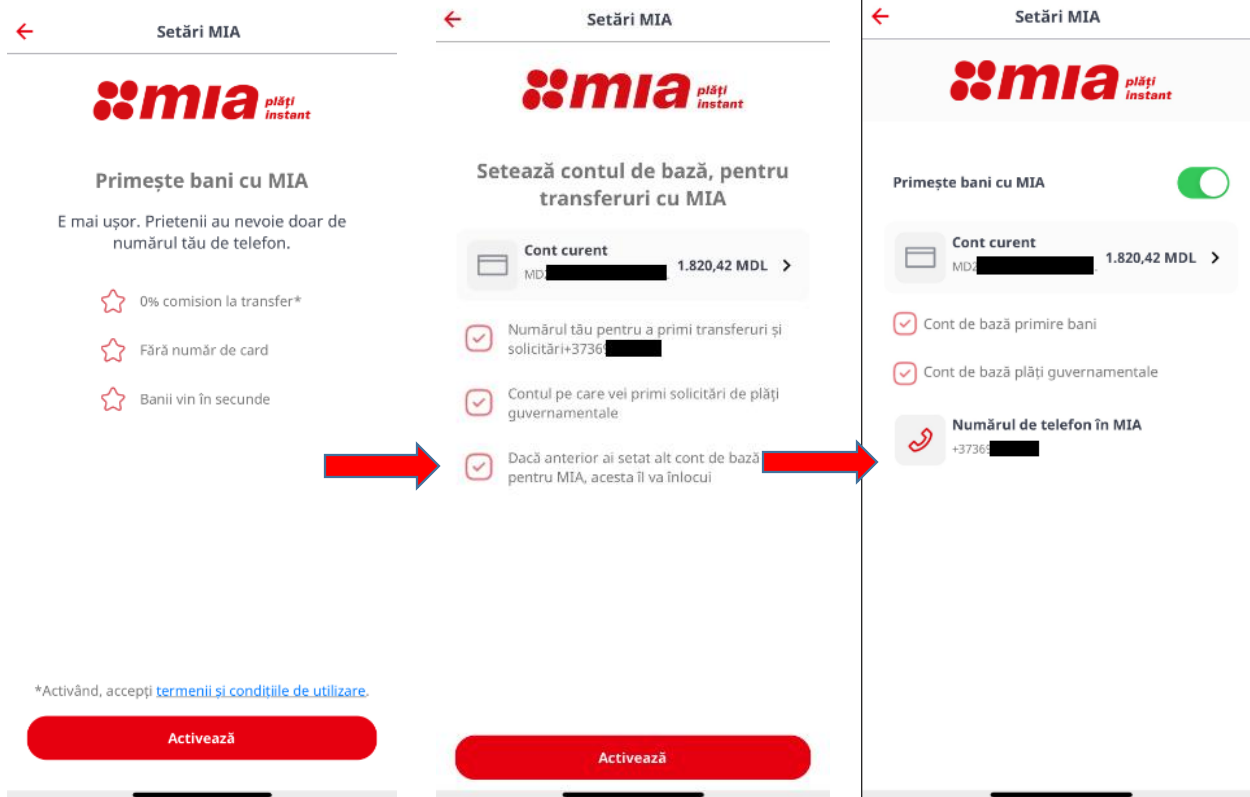 Setări MIA
mia plăți
instant
Primește bani cu MIA
E mai ușor. Prietenii au nevoie doar de
numărul tău de telefon.
0% comision la transfer*
Fără număr de card
Banii vin în secunde
*Activând, accepți termenii și condițiile de utilizare.
Activează
Setări MIA
mia plăți
instant
Setează contul de bază, pentru
transferuri cu MIA
Cont curent
1.820,42 MDL
Numărul tău pentru a primi transferuri și
solicitări+3736
Contul pe care vei primi solicitări de plăți
guvernamentale
Dacă anterior ai setat alt cont de bază
pentru MIA, acesta îl va înlocui
Activează
Setări MIA
mia plăți
instant
Primește bani cu MIA
Cont curent
1.820,42 MDL
Cont de bază primire bani
Cont de bază plăți guvernamentale
Numărul de telefon în MIA
+3736